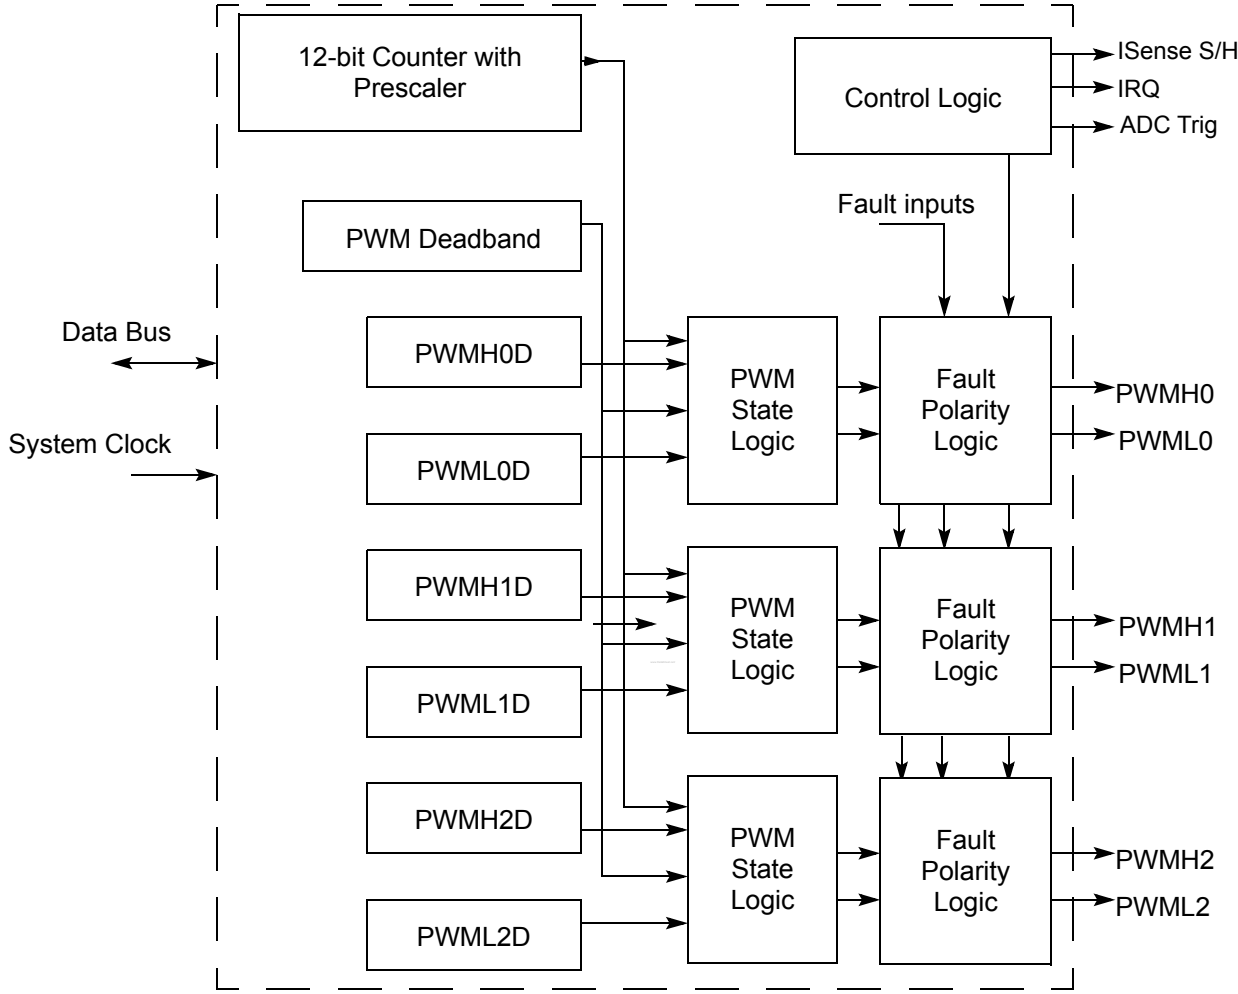 12-bit Counter with
Prescaler
Control Logic
ISense S/H
IRQ
ADC Trig
PWM Deadband
Fault inputs
Data Bus
System Clock
PWMH0D
PWML0D
PWM
State
Logic
Fault
Polarity
Logic
PWMH0
PWML0
PWMH1D
PWML1D
PWM
State
Logic
Fault
Polarity
Logic
PWMH1
PWML1
PWMH2D
PWML2D
PWM
State
Logic
Fault
Polarity
Logic
PWMH2
PWML2